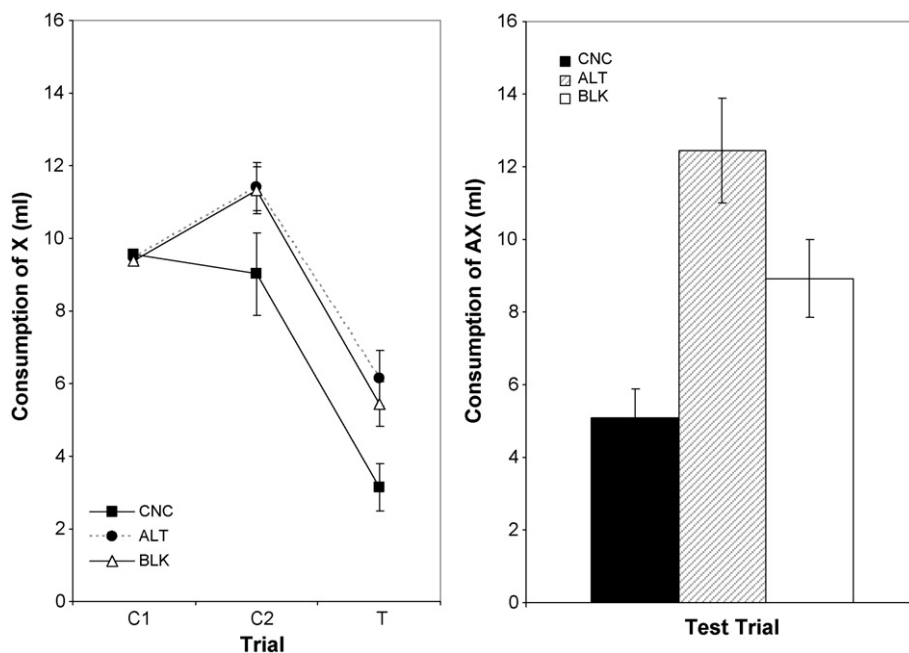 Consumption of X (ml)
16
14
12
10
8
6
4
2
0
CNC
ALT
BLK
C1 C2 T
Trial
Consumption of AX (ml)
16
14
12
10
8
6
4
2
0
CNC
ALT
BLK
Test Trial